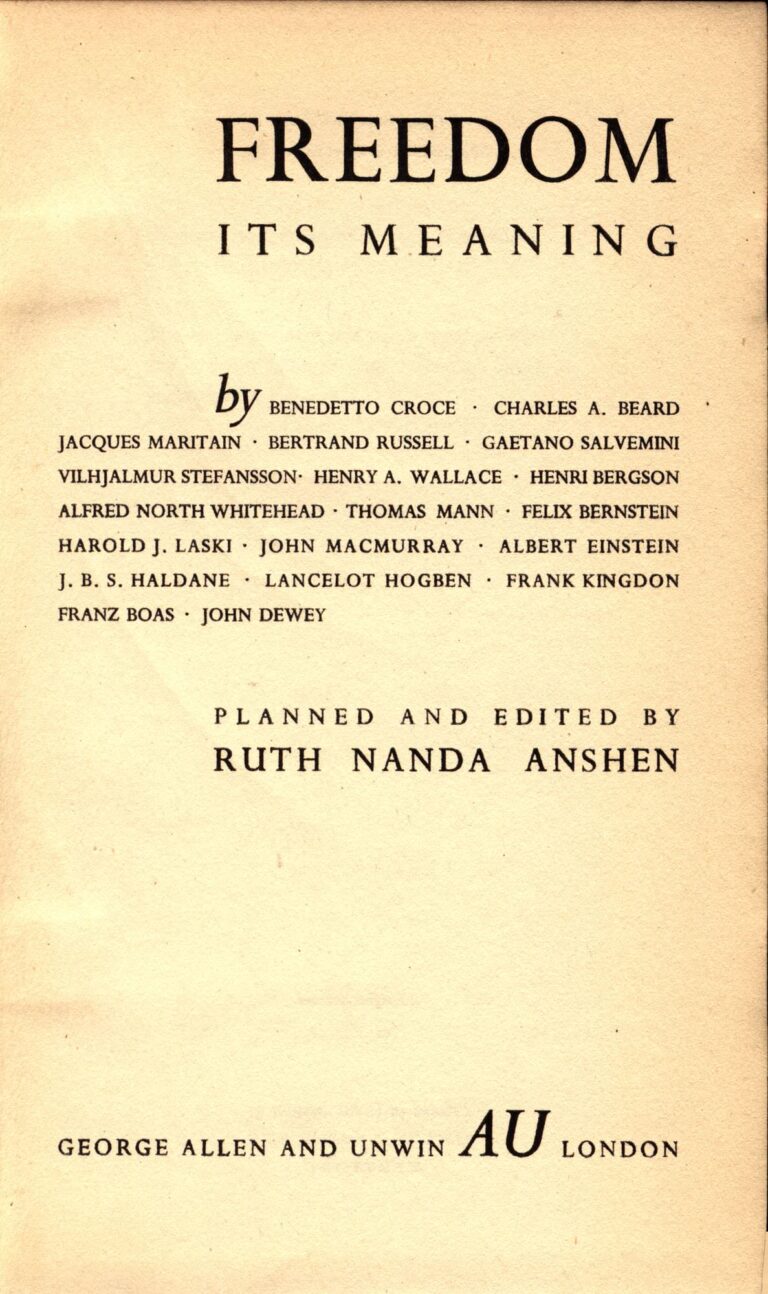 FREEDOM
ITS MEANING
by BENEDETTO CROCE · CHARLES A. BEARD
JACQUES MARITAIN · BERTRAND RUSSELL · GAETANO SALVEMINI
VILHJALMUR STEFANSSON· HENRY A. WALLACE · HENRI BERGSON
ALFRED NORTH WHITEHEAD · THOMAS MANN · FELIX BERNSTEIN
HAROLD J. LASKI · JOHN MACMURRAY · ALBERT EINSTEIN
J. B. S. HALDANE · LANCELOT HOGBEN · FRANK KINGDON
FRANZ BOAS · JOHN DEWEY
PLANNED AND EDITED BY
RUTH NANDA ANSHEN
GEORGE ALLEN AND UNWIN AU LONDON